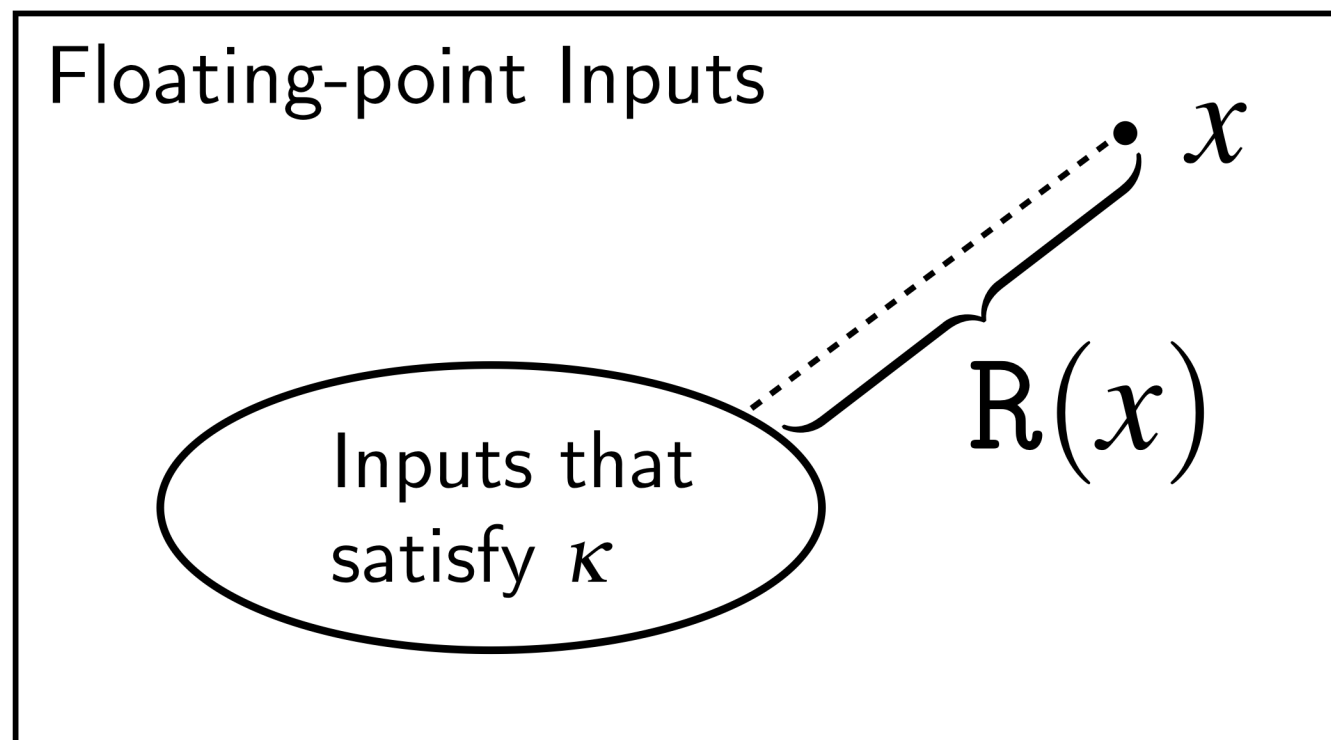 Floating-point Inputs
x
R(x)
Inputs that
satisfy κ